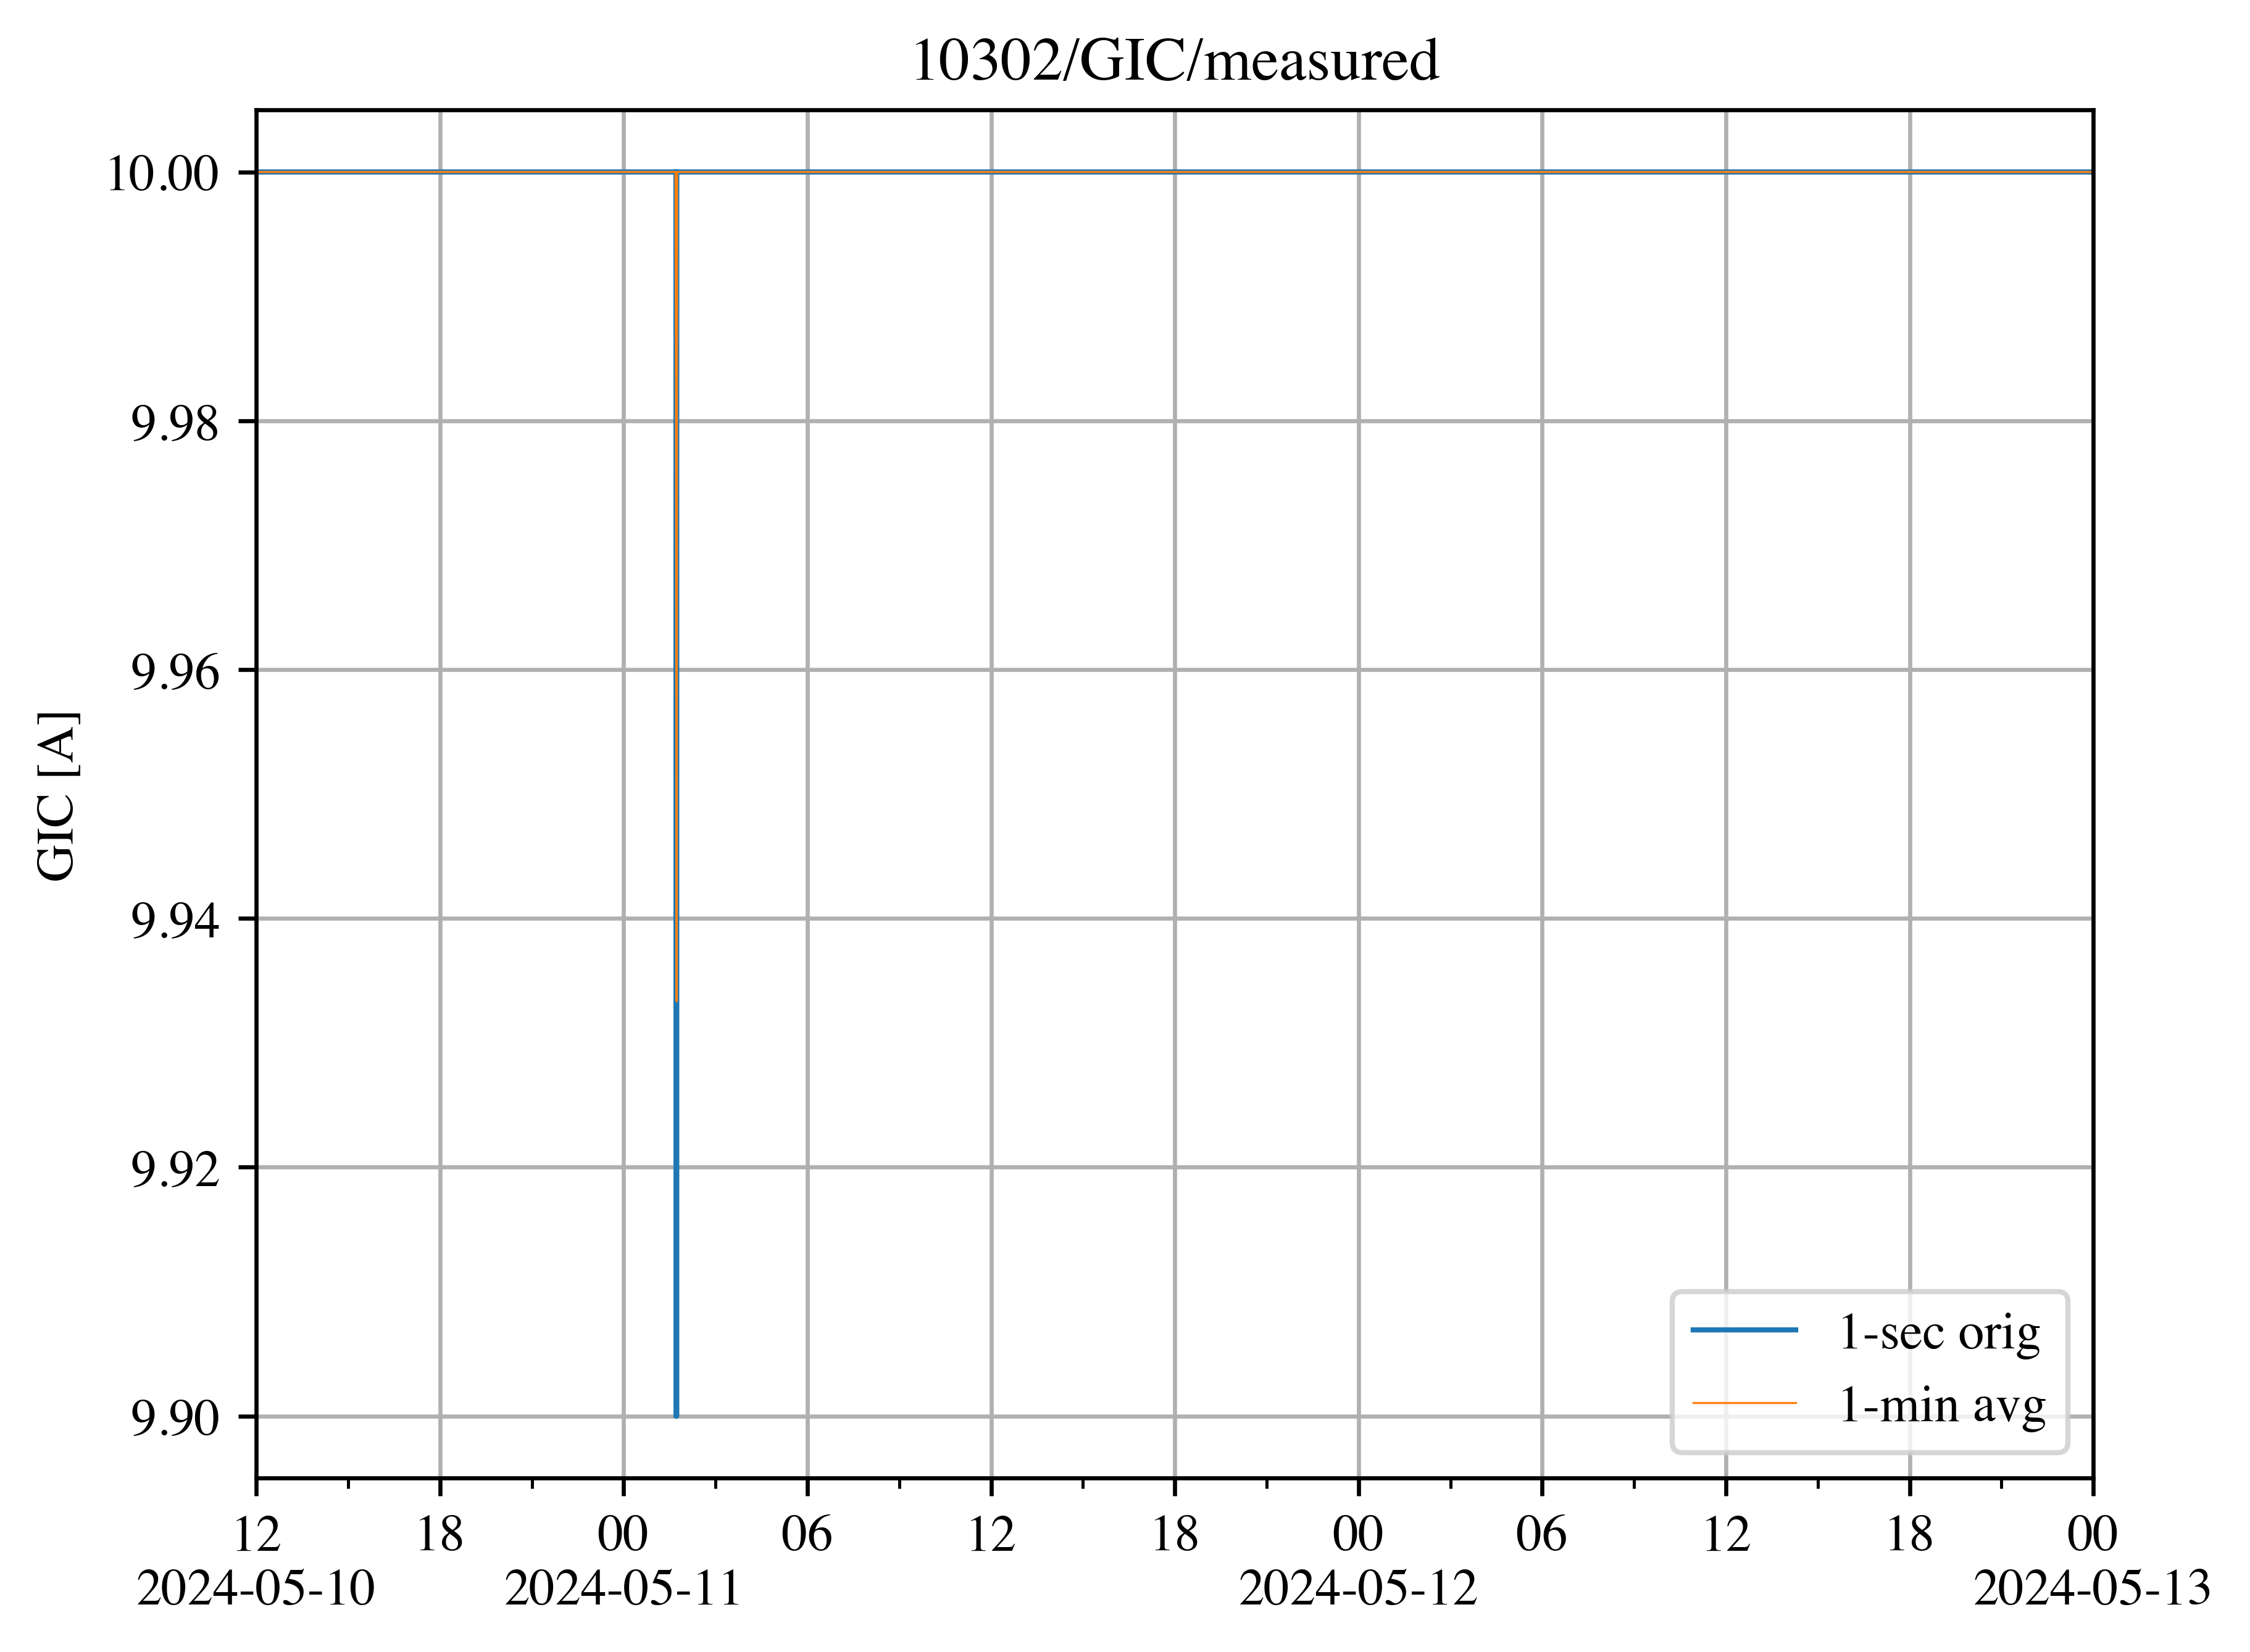 10302/GIC/measured
10.00
9.98
9.96
9.94
9.92
9.90
GIC [A]
1-sec orig
1-min avg
12 18 00 06 12 18 00 06 12 18 00
2024-05-10 2024-05-11 2024-05-12 2024-05-13